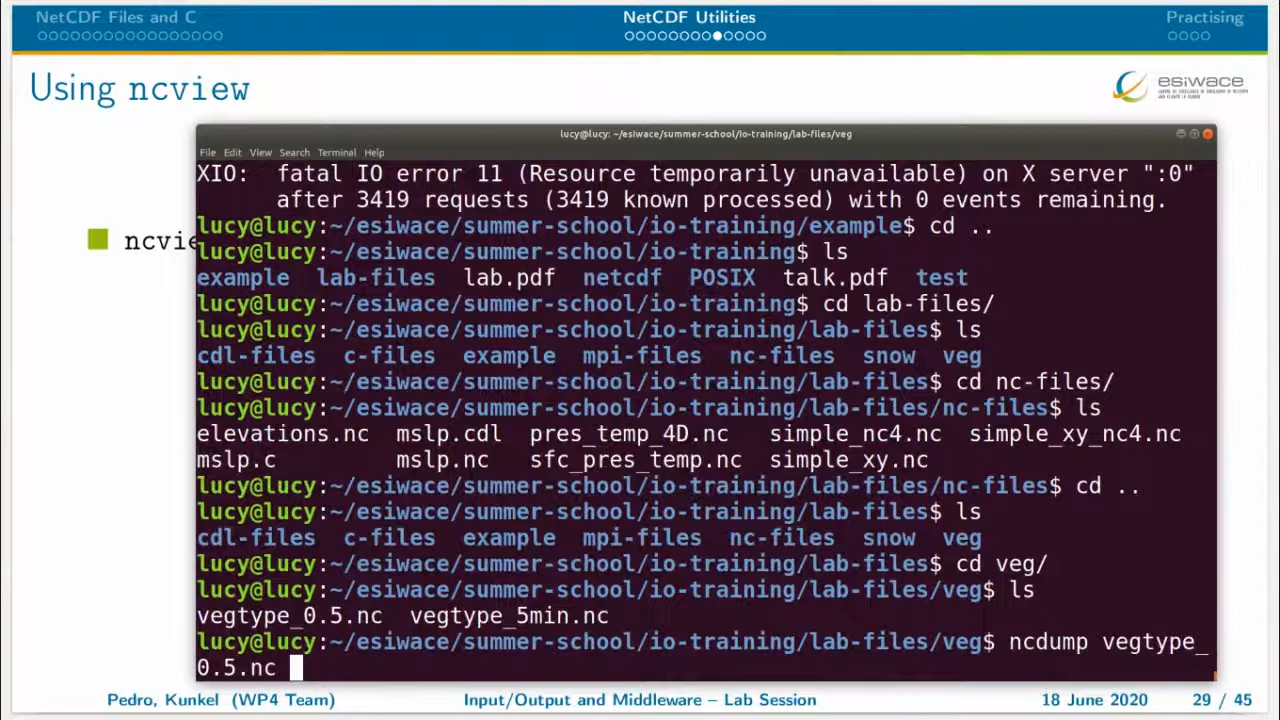 NetCDF Files and C
NetCDF Utilities
Practising
Using ncview
esiwace
lucy@lucy: ~/esiwace/summer-school/io-training/lab-files/veg
File Edit View Search Terminal Help
XIO:  fatal IO error 11 (Resource temporarily unavailable) on X server ":0"
      after 3419 requests (3419 known processed) with 0 events remaining.
lucy@lucy:~/esiwace/summer-school/io-training/example$ cd ..
lucy@lucy:~/esiwace/summer-school/io-training$ ls
example  lab-files  lab.pdf  netcdf  POSIX  talk.pdf  test
lucy@lucy:~/esiwace/summer-school/io-training$ cd lab-files/
lucy@lucy:~/esiwace/summer-school/io-training/lab-files$ ls
cdl-files  c-files  example  mpi-files  nc-files  snow  veg
lucy@lucy:~/esiwace/summer-school/io-training/lab-files$ cd nc-files/
lucy@lucy:~/esiwace/summer-school/io-training/lab-files/nc-files$ ls
elevations.nc  mslp.cdl  pres_temp_4D.nc   simple_nc4.nc  simple_xy_nc4.nc
mslp.c         mslp.nc   sfc_pres_temp.nc  simple_xy.nc
lucy@lucy:~/esiwace/summer-school/io-training/lab-files/nc-files$ cd ..
lucy@lucy:~/esiwace/summer-school/io-training/lab-files$ ls
cdl-files  c-files  example  mpi-files  nc-files  snow  veg
lucy@lucy:~/esiwace/summer-school/io-training/lab-files$ cd veg/
lucy@lucy:~/esiwace/summer-school/io-training/lab-files/veg$ ls
vegtype_0.5.nc  vegtype_5min.nc
lucy@lucy:~/esiwace/summer-school/io-training/lab-files/veg$ ncdump vegtype_
0.5.nc
Pedro, Kunkel (WP4 Team)
Input/Output and Middleware – Lab Session
18 June 2020
29 / 45